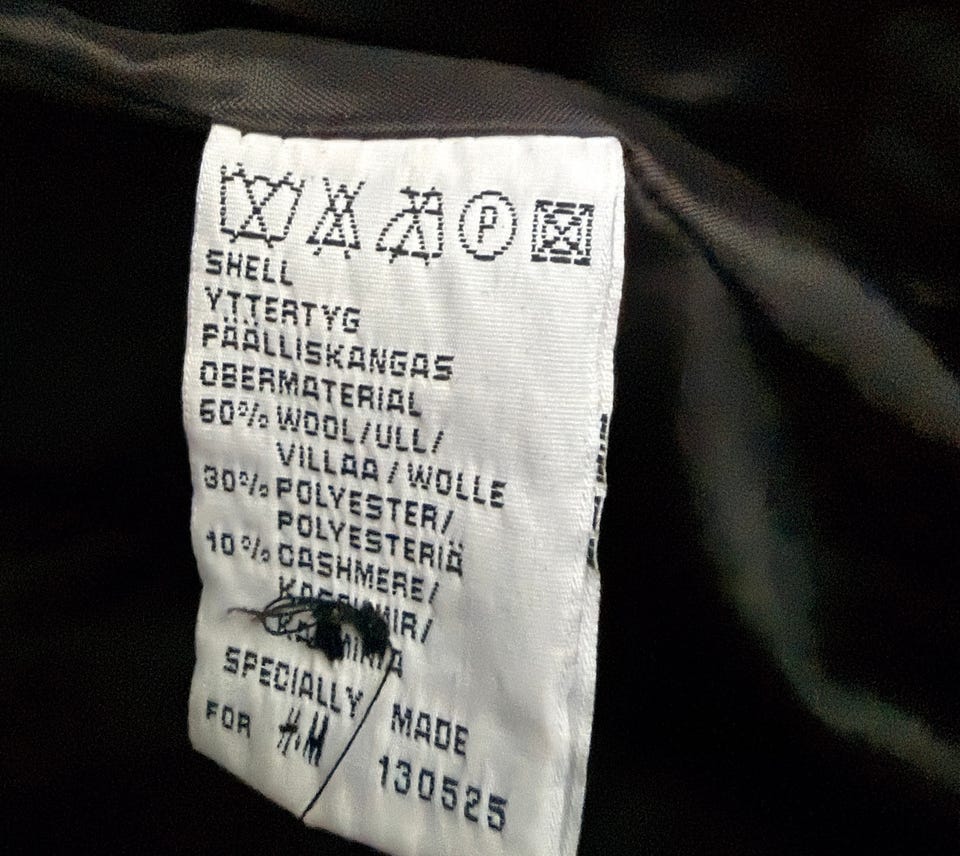 P
SHELL
YTTERTYG
PÄÄLLISKANGAS
OBERMATERIAL
60% WOOL/ULL/
VILLAA/WOLLE
30% POLYESTER/
POLYESTERIÄ
10% CASHMERE/
SPECIALLY MADE
FOR H&M 130525